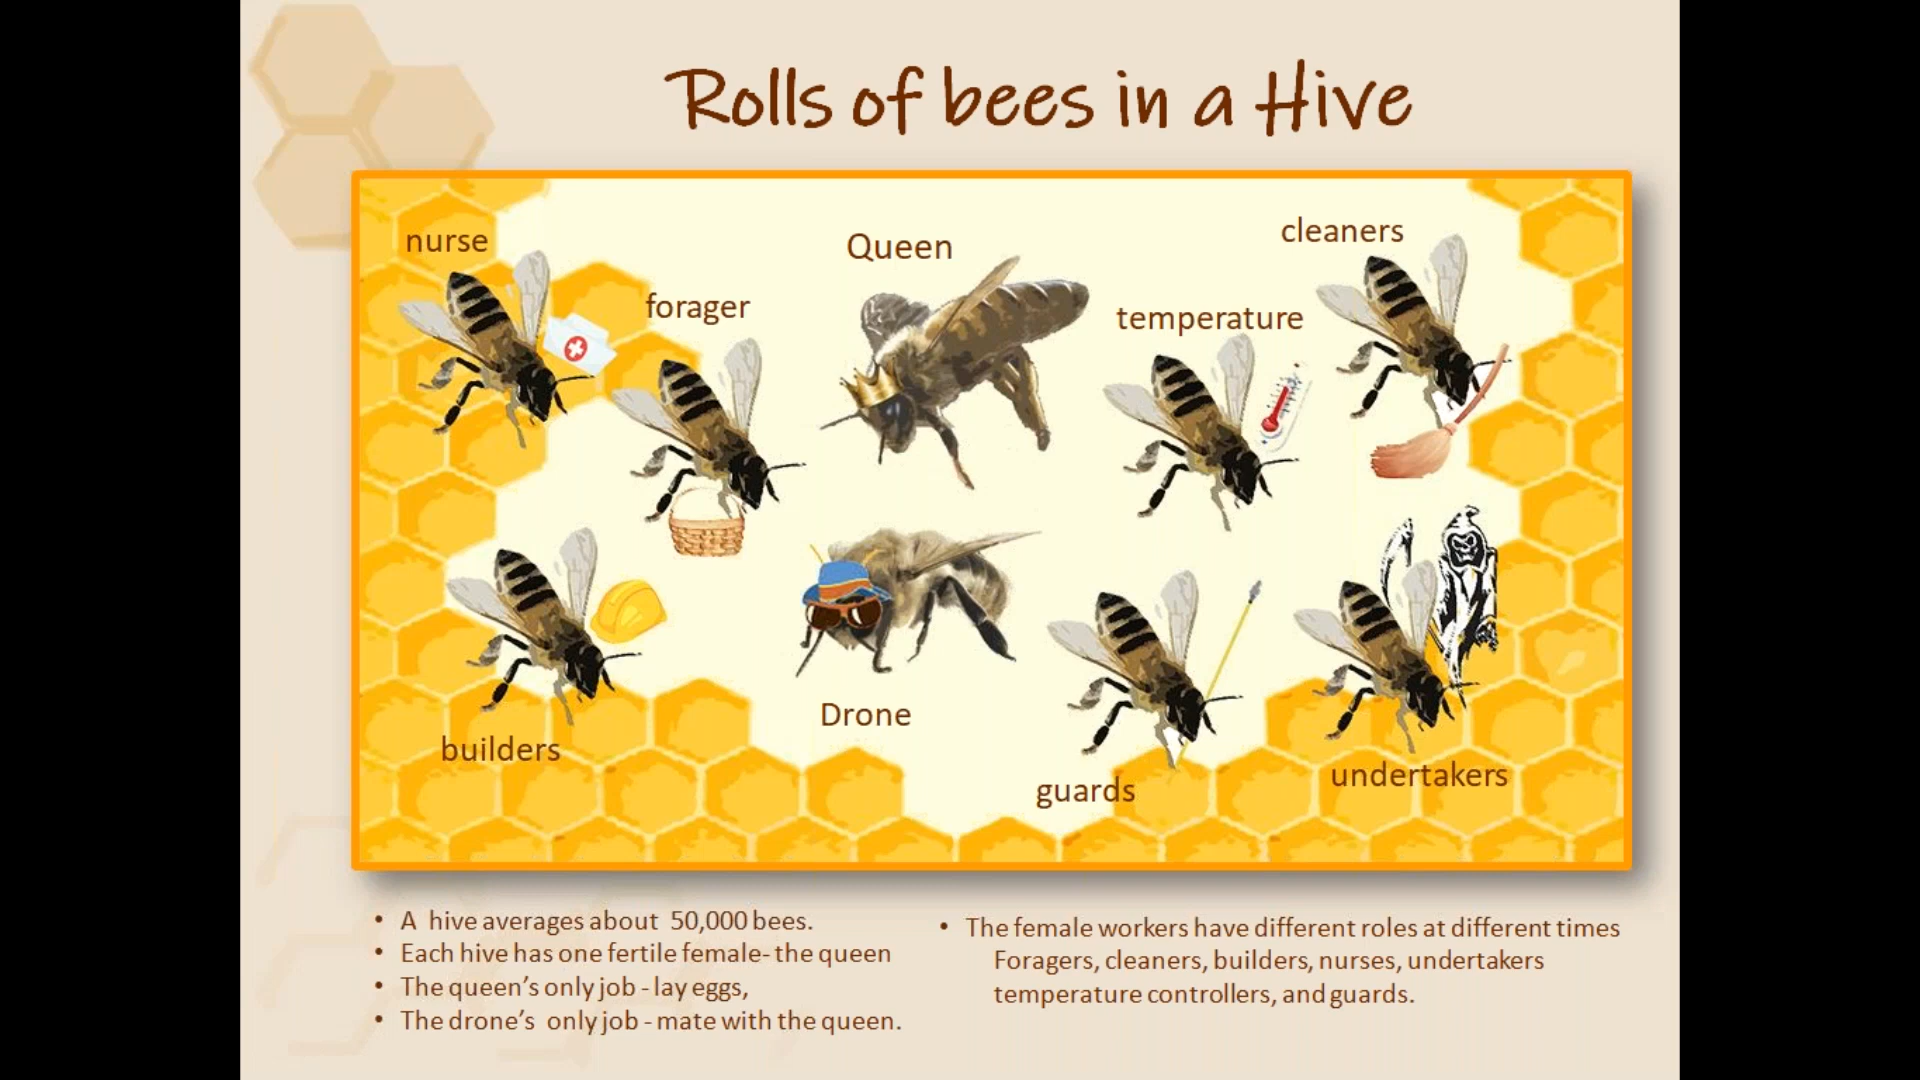 Rolls of bees in a Hive
nurse
forager
Queen
temperature
cleaners
builders
Drone
guards
undertakers
• A hive averages about 50,000 bees.
• Each hive has one fertile female- the queen
• The queen’s only job - lay eggs,
• The drone’s only job - mate with the queen.
• The female workers have different roles at different times
Foragers, cleaners, builders, nurses, undertakers
temperature controllers, and guards.